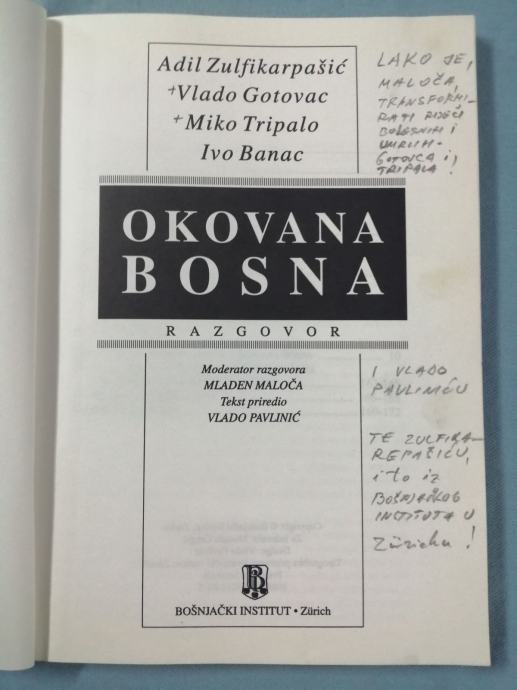 Adil Zulfikarpašić
+Vlado Gotovac
+Miko Tripalo
Ivo Banac
OKOVANA
BOSNA
RAZGOVOR
Moderator razgovora
MLADEN MALOČA
Tekst priredio
VLADO PAVLINIĆ
BOŠNJAČKI INSTITUT • Zürich
LAKO JE,
MALOČA,
TRANSFORMI-
RATI RIJEČI
BOLESNIH I
UMRLIH -
GOTOVCA I
TRIPALA!
I VLADO
PAVLINIĆU
TE ZULFIKA-
REPAŠIĆU,
i to iz
BOŠNJAČKOG
INSTITUTA U
Zürichu!